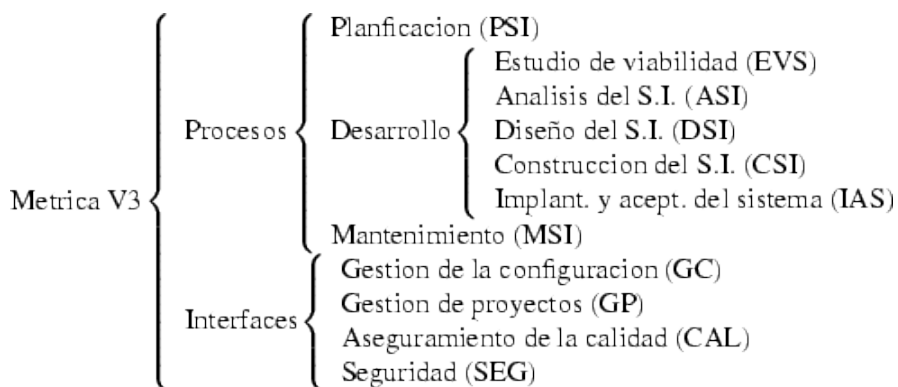 Planficacion (PSI)
Estudio de viabilidad (EVS)
Analisis del S.I. (ASI)
Procesos
Desarrollo
Diseño del S.I. (DSI)
Construccion del S.I. (CSI)
Metrica V3
Implant. y acept. del sistema (IAS)
Mantenimiento (MSI)
Gestion de la configuracion (GC)
Gestion de proyectos (GP)
Interfaces
Aseguramiento de la calidad (CAL)
Seguridad (SEG)